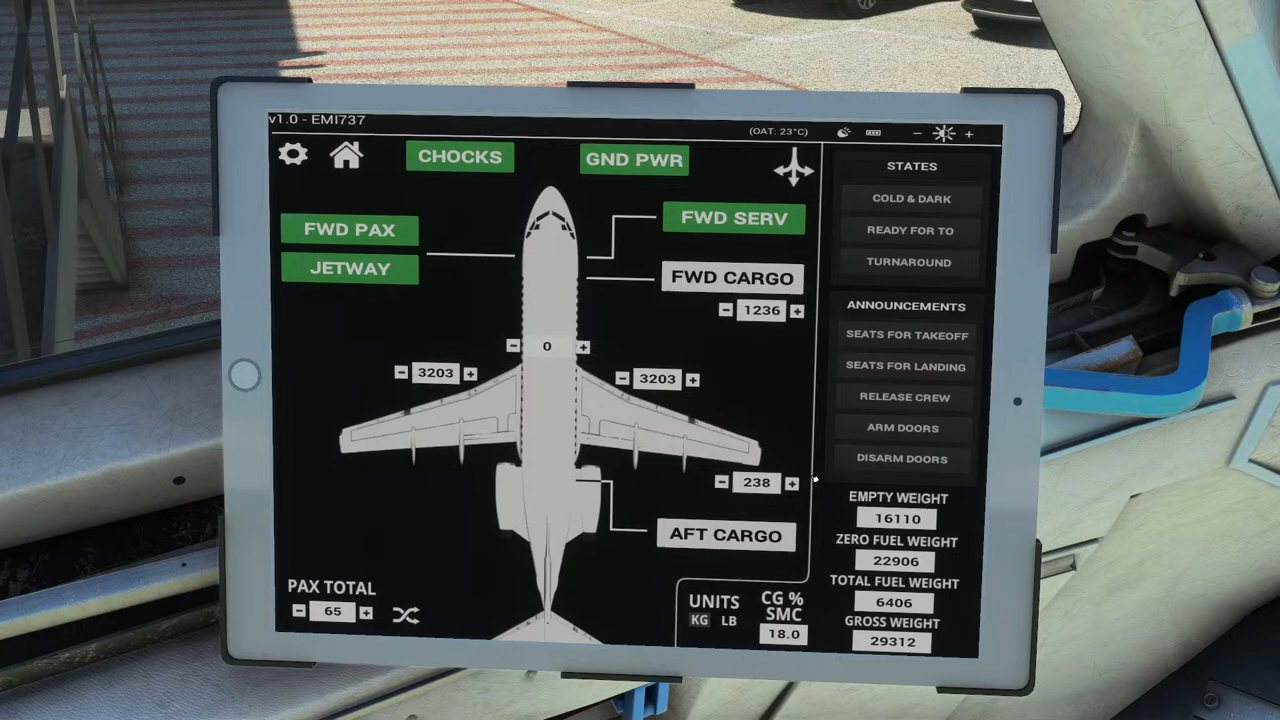 v1.0 - EMI737
(OAT: 23°C)
− +
CHOCKS
GND PWR
FWD PAX
JETWAY
FWD SERV
FWD CARGO
− 1236 +
− 0 +
− 3203 +
− 3203 +
− 238 +
AFT CARGO
PAX TOTAL
− 65 +
UNITS
KG LB
CG %
SMC
18.0
STATES
COLD & DARK
READY FOR TO
TURNAROUND
ANNOUNCEMENTS
SEATS FOR TAKEOFF
SEATS FOR LANDING
RELEASE CREW
ARM DOORS
DISARM DOORS
EMPTY WEIGHT
16110
ZERO FUEL WEIGHT
22906
TOTAL FUEL WEIGHT
6406
GROSS WEIGHT
29312